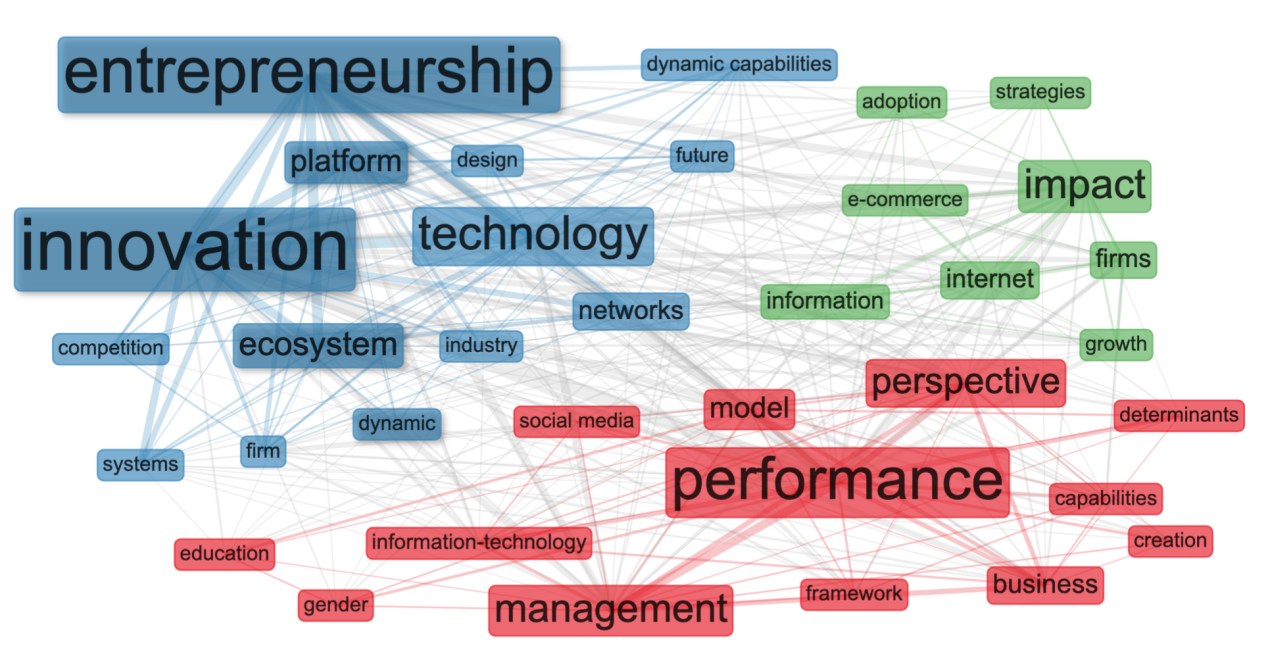 entrepreneurship
dynamic capabilities
adoption
strategies
platform
design
future
impact
e-commerce
innovation
technology
firms
internet
information
networks
competition
ecosystem
industry
growth
perspective
model
determinants
social media
dynamic
firm
systems
performance
capabilities
education
information-technology
creation
business
framework
gender
management